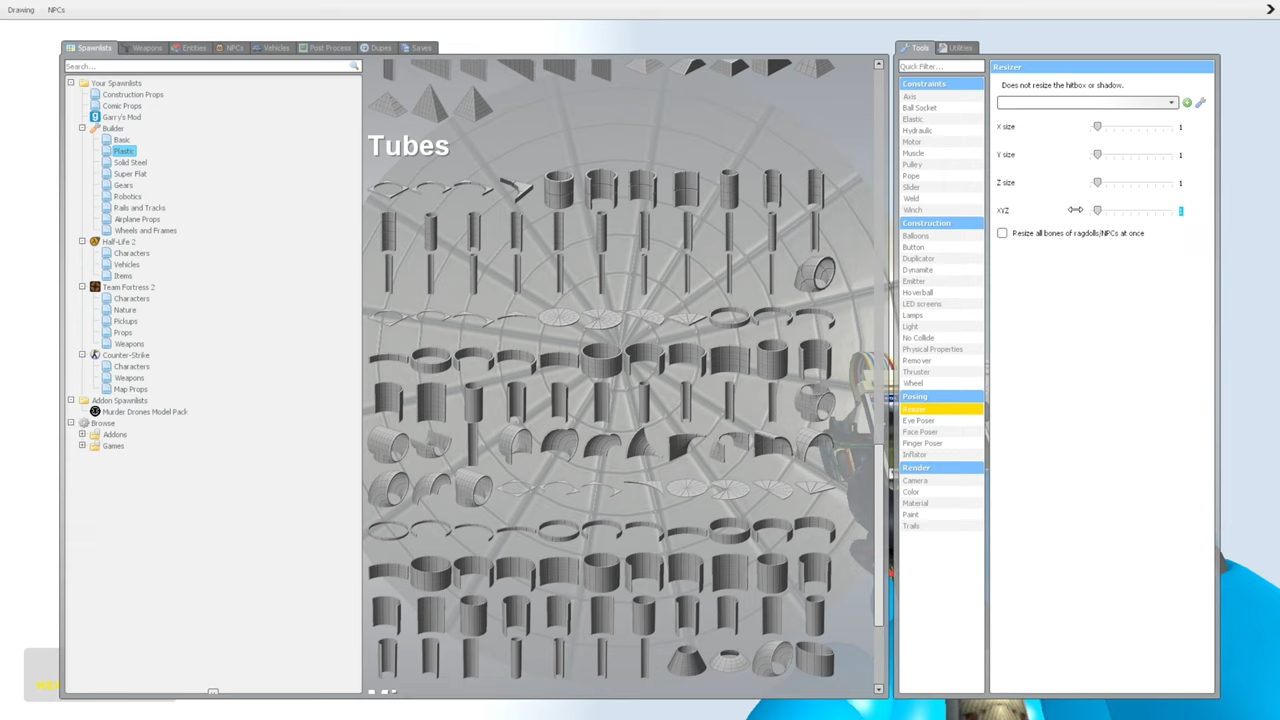 Drawing NPCs
Spawnlists Weapons Entities NPCs Vehicles Post Process Dupes Saves
Search...
Your Spawnlists
Construction Props
Comic Props
Garry's Mod
Builder
Basic
Plastic
Solid Steel
Super Flat
Gears
Robotics
Rails and Tracks
Airplane Props
Wheels and Frames
Half-Life 2
Characters
Vehicles
Items
Team Fortress 2
Characters
Nature
Pickups
Props
Weapons
Counter-Strike
Characters
Weapons
Map Props
Addon Spawnlists
Murder Drones Model Pack
Browse
Addons
Games
Tubes
Tools Utilities
Quick Filter...
Constraints
Axis
Ball Socket
Elastic
Hydraulic
Motor
Muscle
Pulley
Rope
Slider
Weld
Winch
Construction
Balloons
Button
Duplicator
Dynamite
Emitter
Hoverball
LED screens
Lamps
Light
No Collide
Physical Properties
Remover
Thruster
Wheel
Posing
Resizer
Eye Poser
Face Poser
Finger Poser
Inflator
Render
Camera
Color
Material
Paint
Trails
Resizer
Does not resize the hitbox or shadow.
X size 1
Y size 1
Z size 1
XYZ 1
Resize all bones of ragdolls/NPCs at once